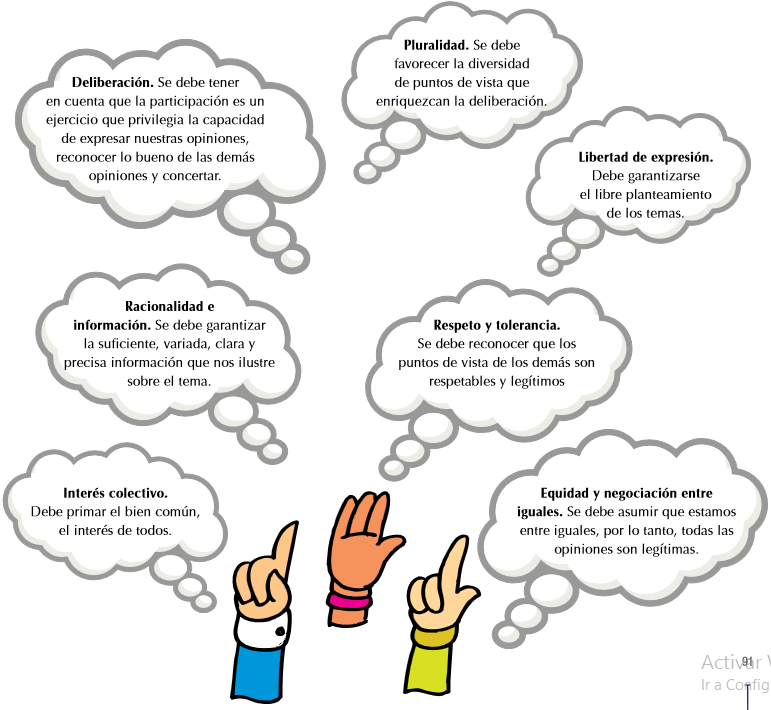 Deliberación. Se debe tener
en cuenta que la participación es un
ejercicio que privilegia la capacidad
de expresar nuestras opiniones,
reconocer lo bueno de las demás
opiniones y concertar.
Pluralidad. Se debe
favorecer la diversidad
de puntos de vista que
enriquezcan la deliberación.
Libertad de expresión.
Debe garantizarse
el libre planteamiento
de los temas.
Racionalidad e
información. Se debe garantizar
la suficiente, variada, clara y
precisa información que nos ilustre
sobre el tema.
Respeto y tolerancia.
Se debe reconocer que los
puntos de vista de los demás son
respetables y legítimos
Interés colectivo.
Debe primar el bien común,
el interés de todos.
Equidad y negociación entre
iguales. Se debe asumir que estamos
entre iguales, por lo tanto, todas las
opiniones son legítimas.
91
Activar
Ir a Config